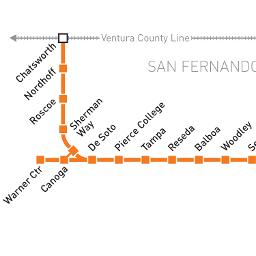 Ventura County Line
SAN FERNANDO
Chatsworth
Nordhoff
Roscoe
Sherman
Way
De Soto
Pierce College
Tampa
Reseda
Balboa
Woodley
Warner Ctr
Canoga